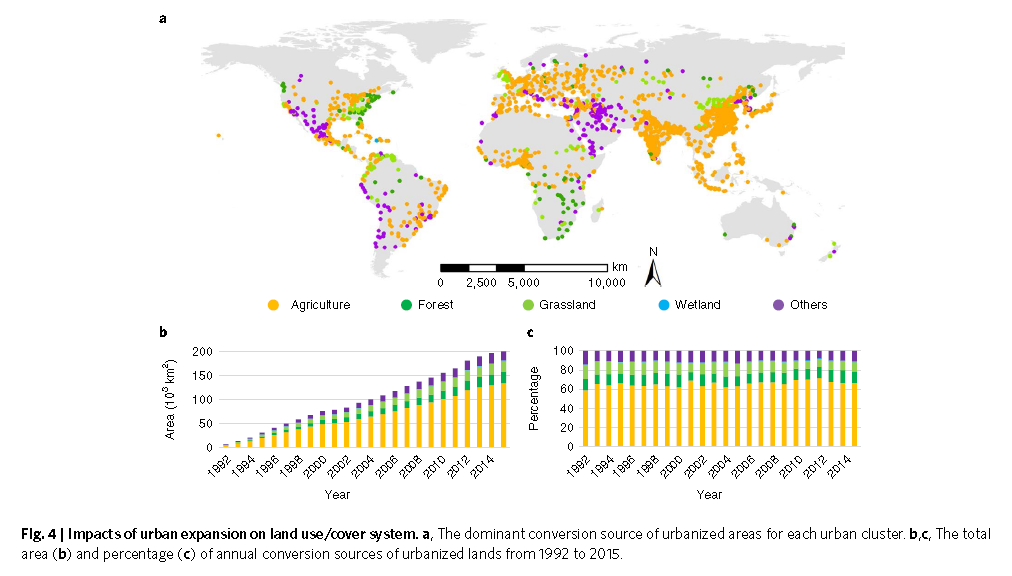 a
N
km
0 2,500 5,000 10,000
Agriculture Forest Grassland Wetland Others
b
Area (10³ km²)
200
150
100
50
0
1992 1994 1996 1998 2000 2002 2004 2006 2008 2010 2012 2014
Year
c
Percentage
100
80
60
40
20
0
1992 1994 1996 1998 2000 2002 2004 2006 2008 2010 2012 2014
Year
Fig. 4 | Impacts of urban expansion on land use/cover system. a, The dominant conversion source of urbanized areas for each urban cluster. b,c, The total
area (b) and percentage (c) of annual conversion sources of urbanized lands from 1992 to 2015.